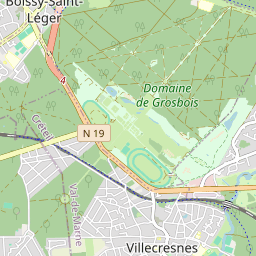 Boissy-Saint-
Léger
4
Domaine
de Grosbois
N 19
Créteil
Val-de-Marne
Villecresnes